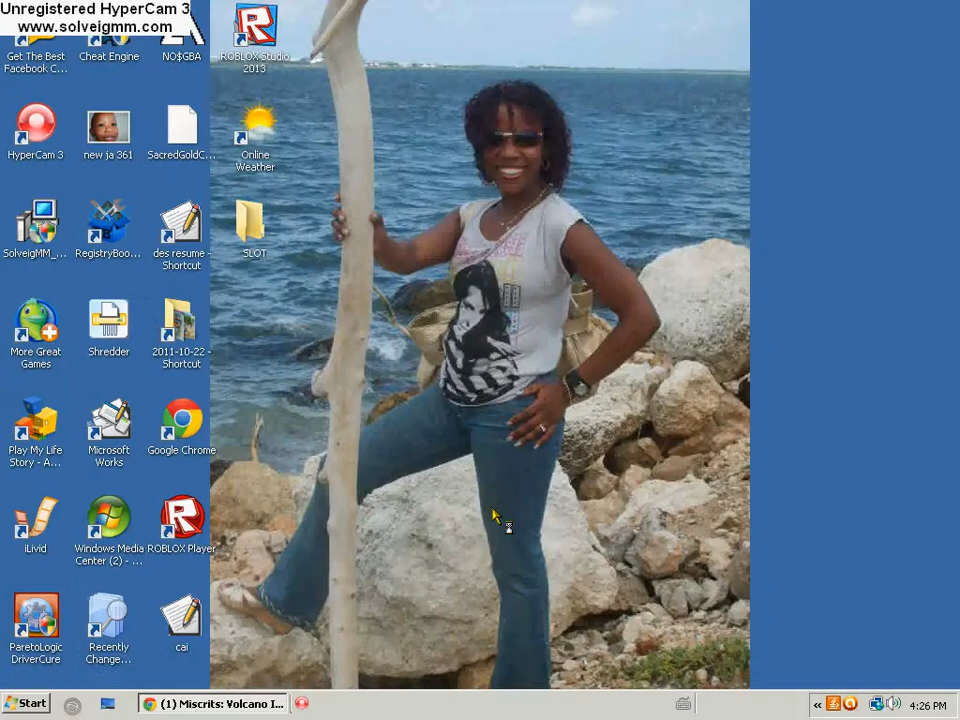 Unregistered HyperCam 3
www.solveigmm.com
Get The Best
Facebook C...
Cheat Engine
NO$GBA
ROBLOX Studio
2013
HyperCam 3
new ja 361
SacredGoldC...
Online
Weather
SolveigMM_...
RegistryBoo...
des resume -
Shortcut
SLOT
More Great
Games
Shredder
2011-10-22 -
Shortcut
Play My Life
Story - A...
Microsoft
Works
Google Chrome
iLivid
Windows Media
Center (2) - ...
ROBLOX Player
ParetoLogic
DriverCure
Recently
Change...
cai
Start
(1) Miscrits: Volcano I...
4:26 PM